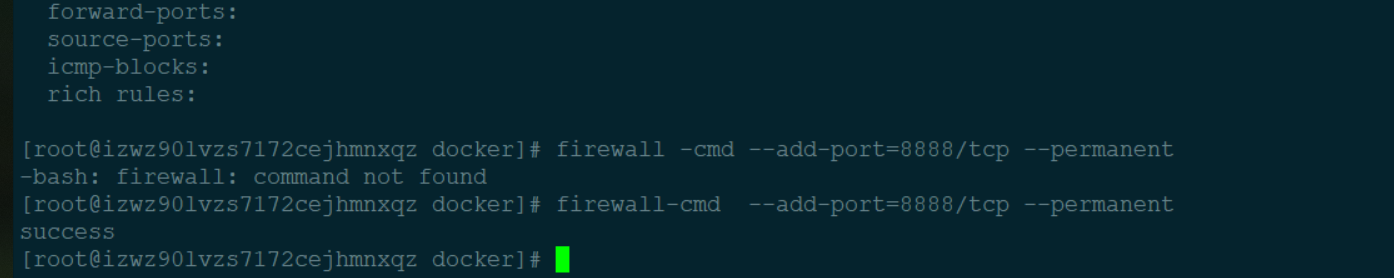 forward-ports:
source-ports:
icmp-blocks:
rich rules:
[root@izwz90lvzs7172cejhmnxqz docker]# firewall -cmd --add-port=8888/tcp --permanent
-bash: firewall: command not found
[root@izwz90lvzs7172cejhmnxqz docker]# firewall-cmd  --add-port=8888/tcp --permanent
success
[root@izwz90lvzs7172cejhmnxqz docker]#